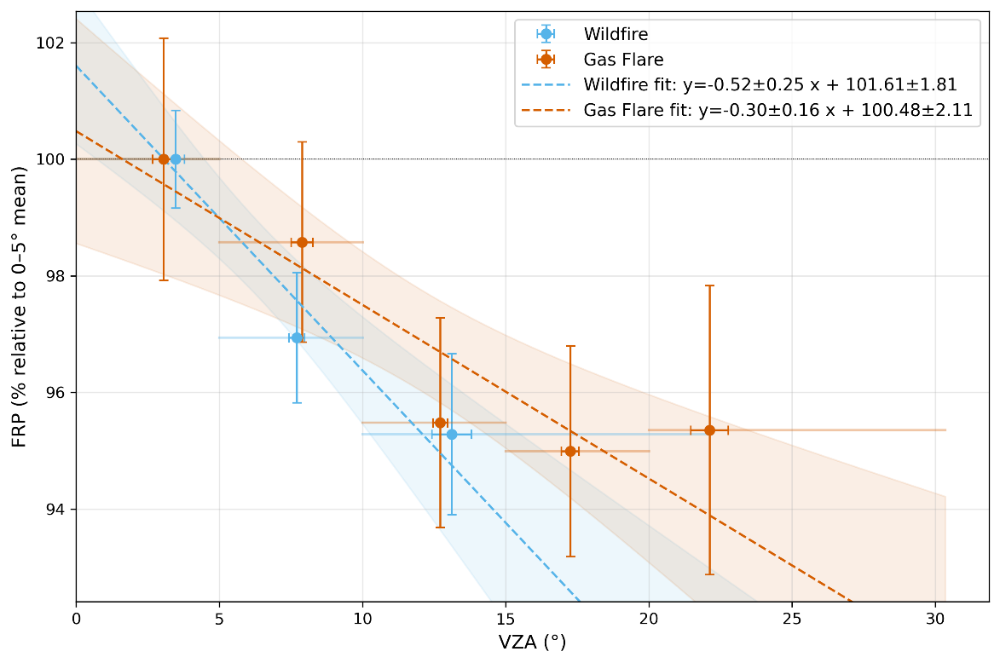 Wildfire
Gas Flare
Wildfire fit: y=-0.52±0.25 x + 101.61±1.81
Gas Flare fit: y=-0.30±0.16 x + 100.48±2.11
102
100
98
96
94
FRP (% relative to 0–5° mean)
0 5 10 15 20 25 30
VZA (°)